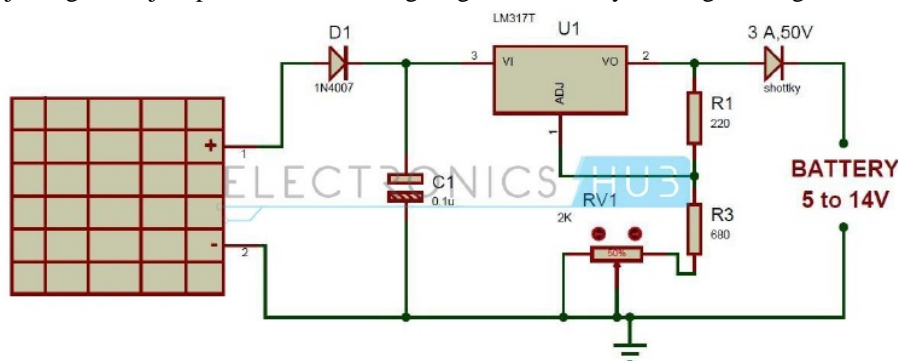 LM317T
D1
U1
3 A,50V
3
VI
VO
2
1N4007
shottky
ADJ
R1
220
+
1
1
ELECTRONICS HUB
BATTERY
5 to 14V
C1
0.1u
RV1
2K
R3
680
-
2
50%